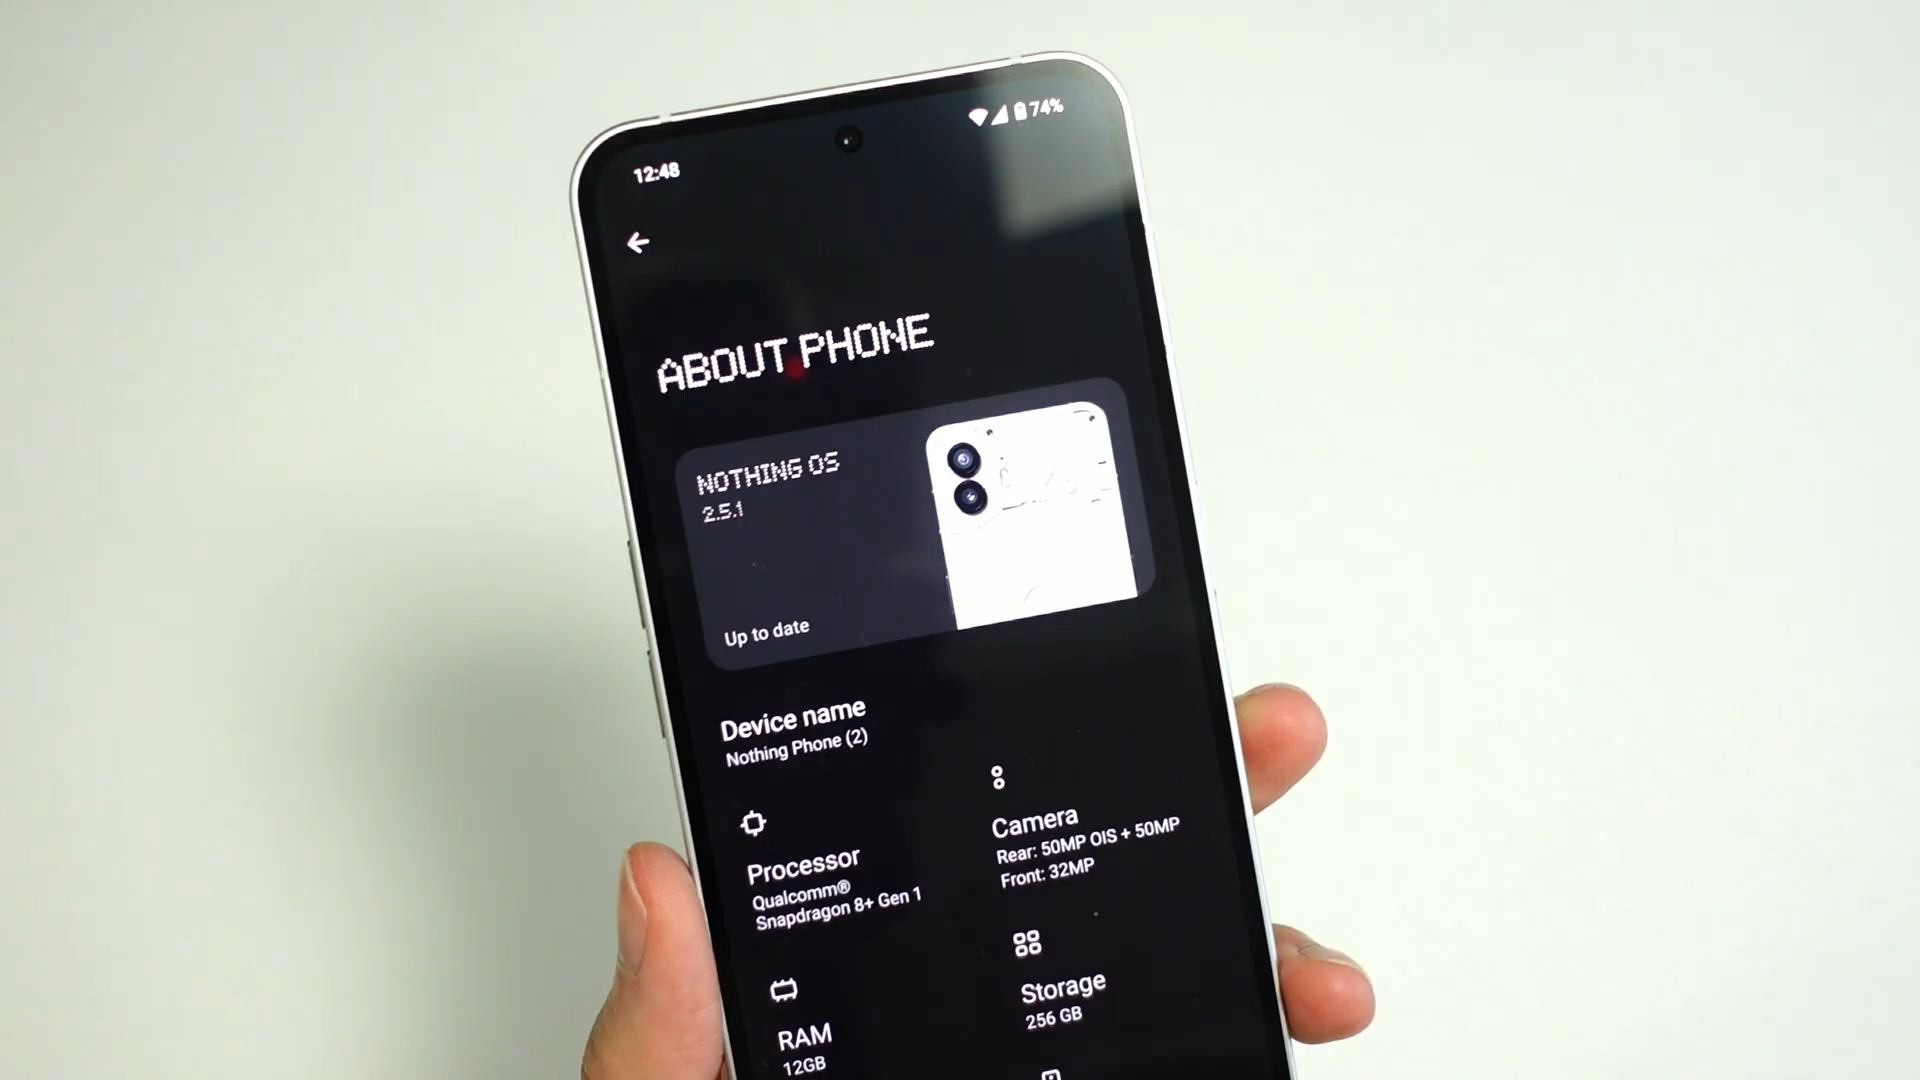 12:48
74%
ABOUT PHONE
NOTHING OS
2.5.1
Up to date
Device name
Nothing Phone (2)
Processor
Qualcomm®
Snapdragon 8+ Gen 1
Camera
Rear: 50MP OIS + 50MP
Front: 32MP
RAM
12GB
Storage
256 GB